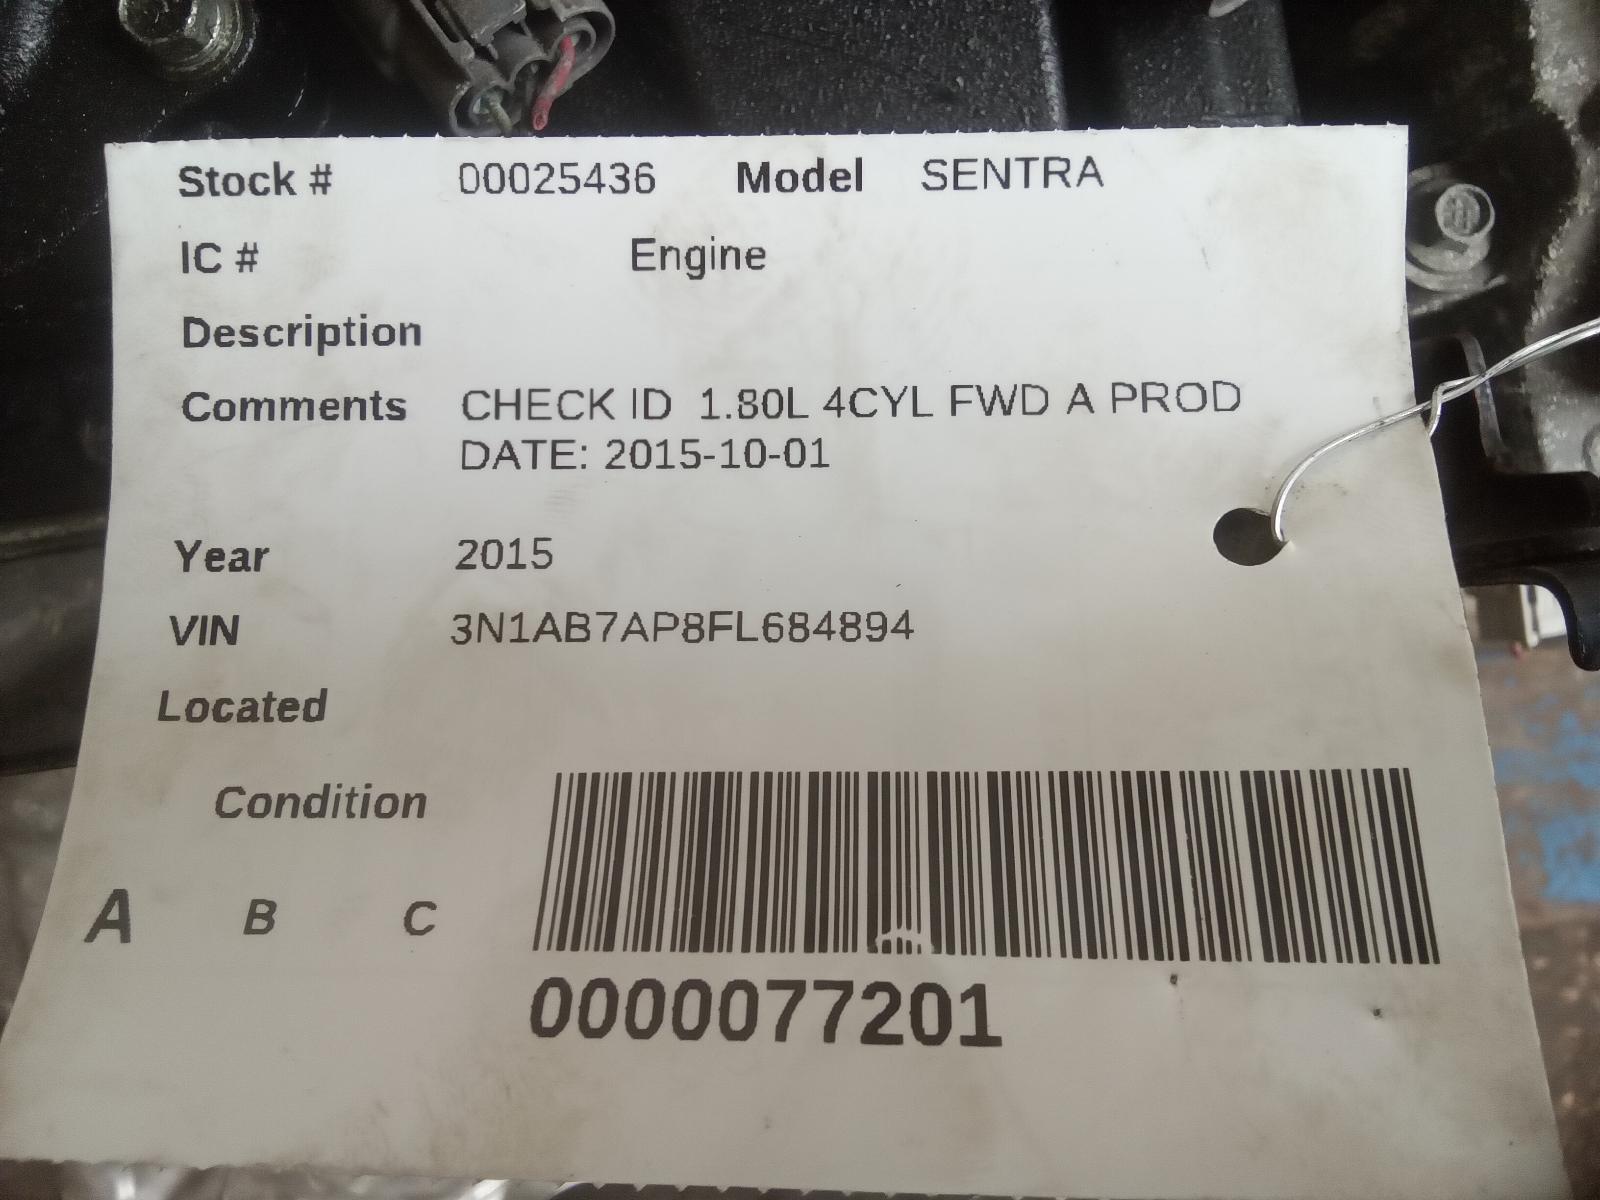 Stock # 00025436 Model SENTRA
IC # Engine
Description
Comments CHECK ID 1.80L 4CYL FWD A PROD
DATE: 2015-10-01
Year 2015
VIN 3N1AB7AP8FL684894
Located
Condition
A B C
0000077201